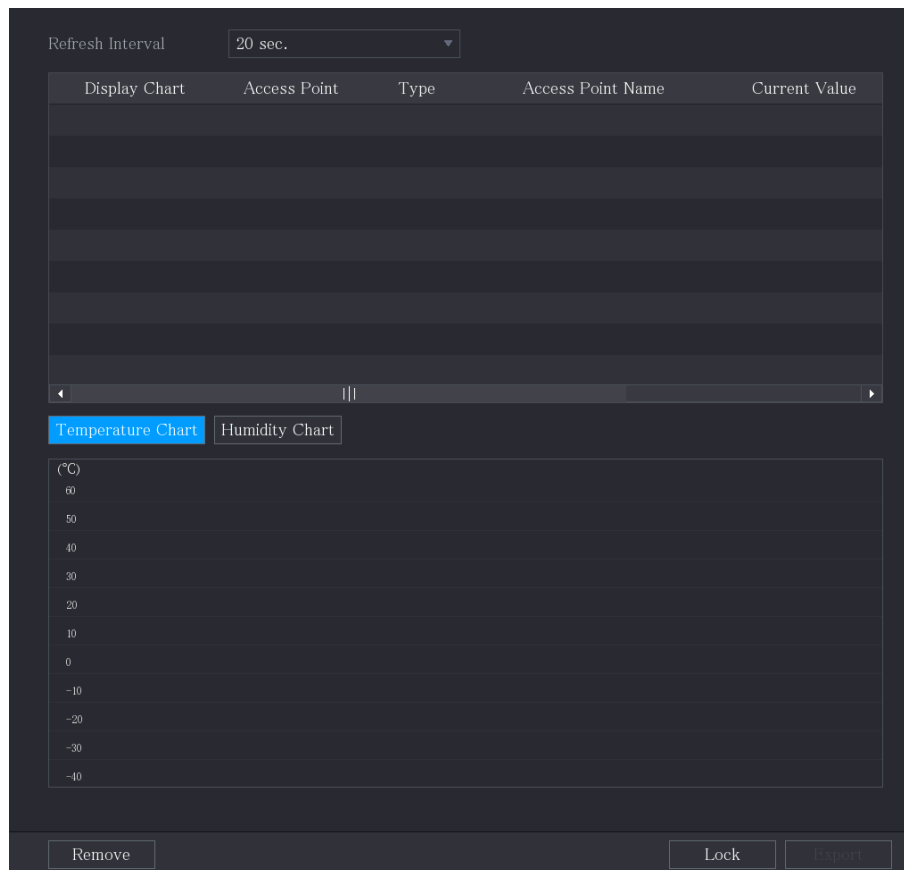 Refresh Interval 20 sec.
Display Chart Access Point Type Access Point Name Current Value
Temperature Chart Humidity Chart
(°C)
60
50
40
30
20
10
0
-10
-20
-30
-40
Remove Lock Export